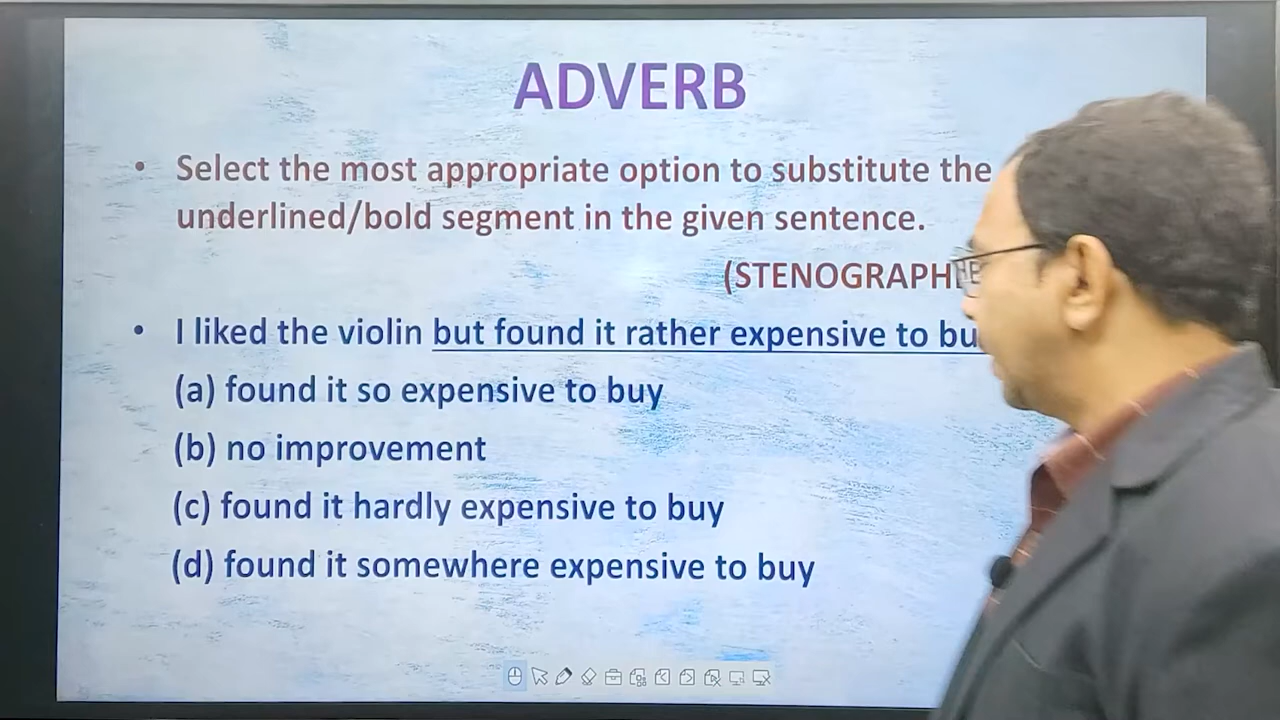 ADVERB
• Select the most appropriate option to substitute the
underlined/bold segment in the given sentence.
(STENOGRAPHE
• I liked the violin but found it rather expensive to bu
(a) found it so expensive to buy
(b) no improvement
(c) found it hardly expensive to buy
(d) found it somewhere expensive to buy